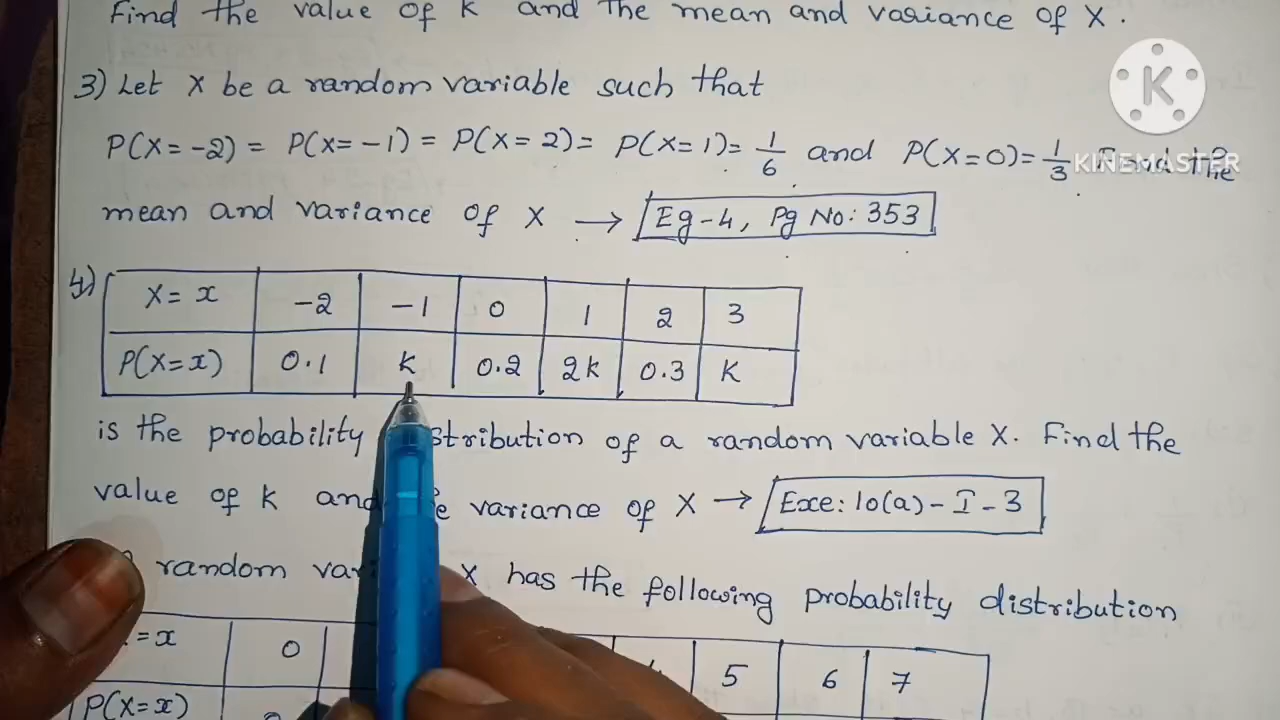 Find the value of k and the mean and variance of X.
3) Let X be a random variable such that
P(X=-2) = P(X=-1) = P(X=2) = P(X=1) = 1/6 and P(X=0) = 1/3 the
mean and variance of X → Eg-4, Pg No: 353
4) X=x -2 -1 0 1 2 3
P(X=x) 0.1 k 0.2 2k 0.3 K
is the probability of a random variable X. Find the
value of k and variance of X → Exe: 10(a)-I-3
random X has the following probability distribution
=x 0 5 6 7
P(X=x)
K
KINEMASTER